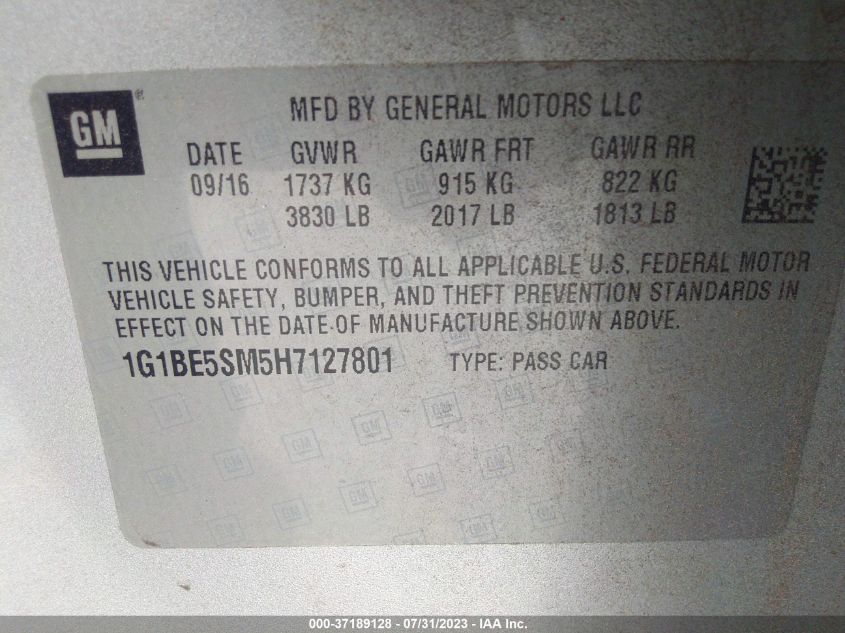 GM®
MFD BY GENERAL MOTORS LLC
DATE GVWR GAWR FRT GAWR RR
09/16 1737 KG 915 KG 822 KG
3830 LB 2017 LB 1813 LB
THIS VEHICLE CONFORMS TO ALL APPLICABLE U.S. FEDERAL MOTOR
VEHICLE SAFETY, BUMPER, AND THEFT PREVENTION STANDARDS IN
EFFECT ON THE DATE OF MANUFACTURE SHOWN ABOVE.
1G1BE5SM5H7127801 TYPE: PASS CAR
000-37189128 - 07/31/2023 - IAA Inc.